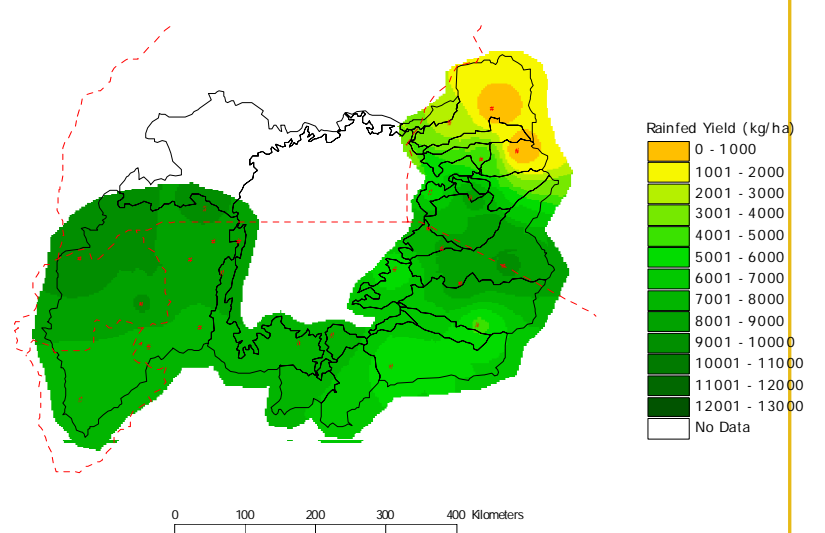 Rainfed Yield (kg/ha)
0 - 1000
1001 - 2000
2001 - 3000
3001 - 4000
4001 - 5000
5001 - 6000
6001 - 7000
7001 - 8000
8001 - 9000
9001 - 10000
10001 - 11000
11001 - 12000
12001 - 13000
No Data
0 100 200 300 400 Kilometers